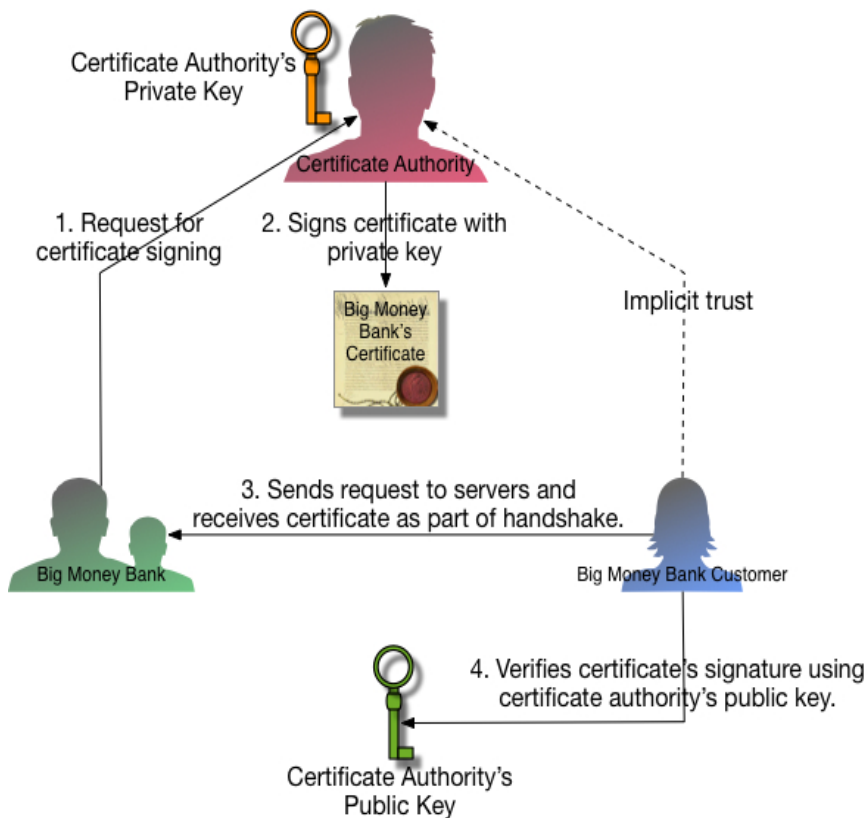 Certificate Authority's
Private Key
Certificate Authority
1. Request for
certificate signing
2. Signs certificate with
private key
Implicit trust
Big Money
Bank's
Certificate
3. Sends request to servers and
receives certificate as part of handshake.
Big Money Bank
Big Money Bank Customer
4. Verifies certificate's signature using
certificate authority's public key.
Certificate Authority's
Public Key